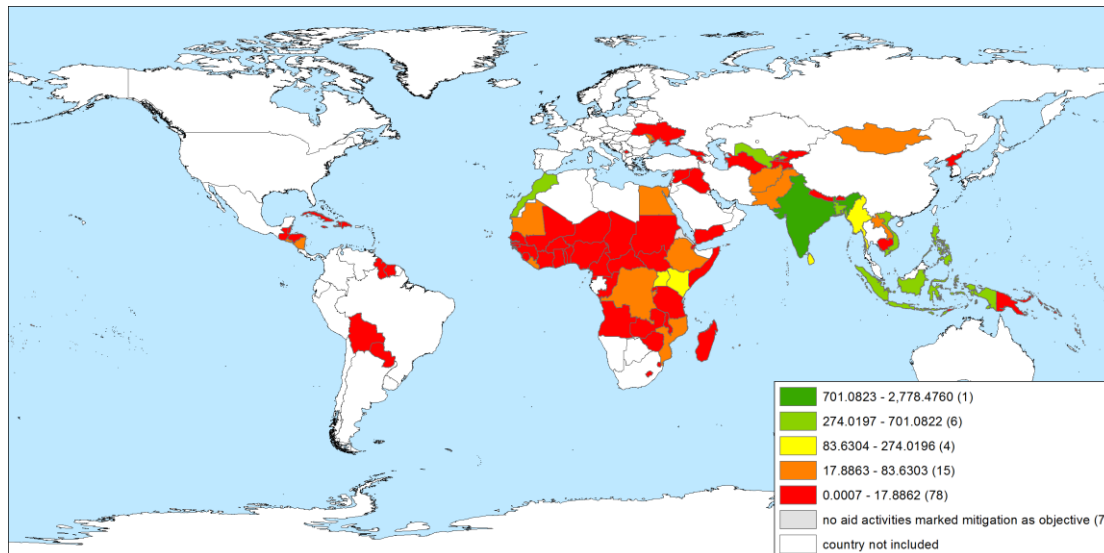 701.0823 - 2,778.4760 (1)
274.0197 - 701.0822 (6)
83.6304 - 274.0196 (4)
17.8863 - 83.6303 (15)
0.0007 - 17.8862 (78)
no aid activities marked mitigation as objective (7
country not included